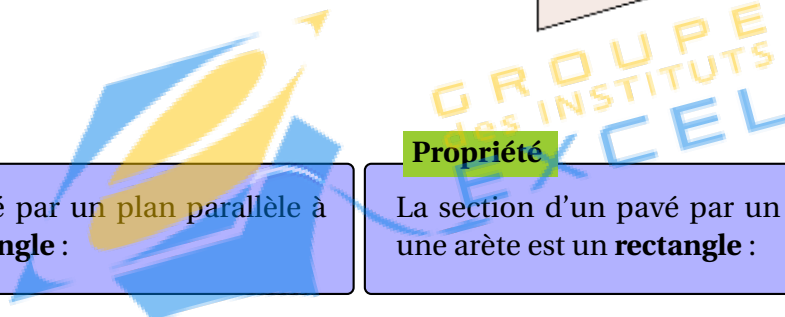 GROUPE
des INSTITUTS
EXCEL
Propriété
é par un plan parallèle à
ngle :
La section d'un pavé par un
une arète est un rectangle :